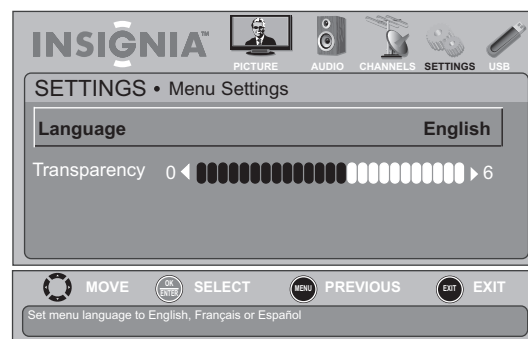 INSIGNIA™
PICTURE AUDIO CHANNELS SETTINGS USB
SETTINGS • Menu Settings
Language English
Transparency 0 6
MOVE OK ENTER SELECT MENU PREVIOUS EXIT EXIT
Set menu language to English, Français or Español